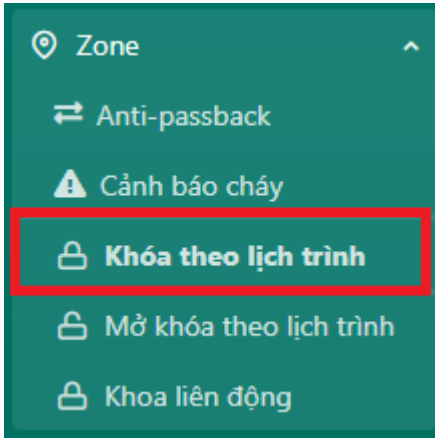 Zone
Anti-passback
Cảnh báo cháy
Khóa theo lịch trình
Mở khóa theo lịch trình
Khoa liên động